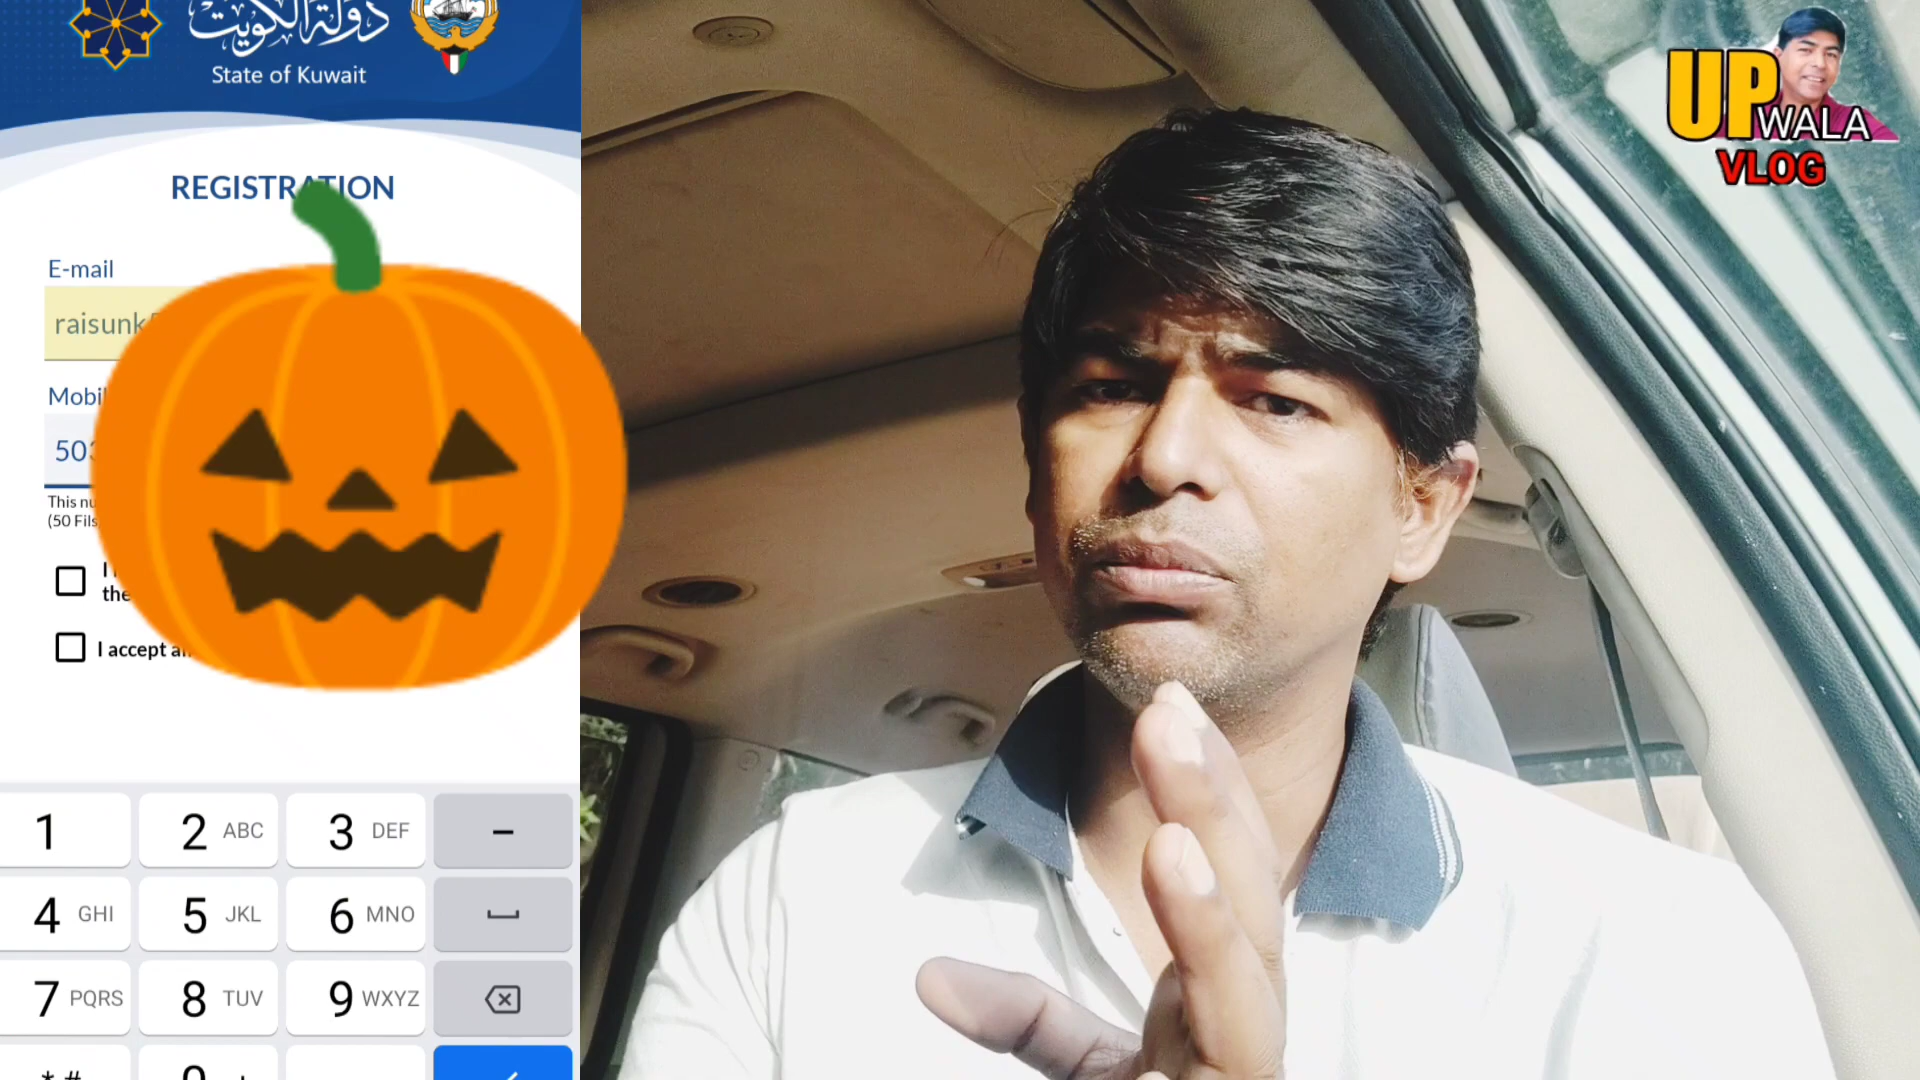 دولة الكويت
State of Kuwait
REGISTRATION
E-mail
raisunk
Mobil
503
This nu
(50 Fils
the
I accept a
1
2 ABC
3 DEF
-
4 GHI
5 JKL
6 MNO
7 PQRS
8 TUV
9 WXYZ
* #
0 +
UP
WALA
VLOG